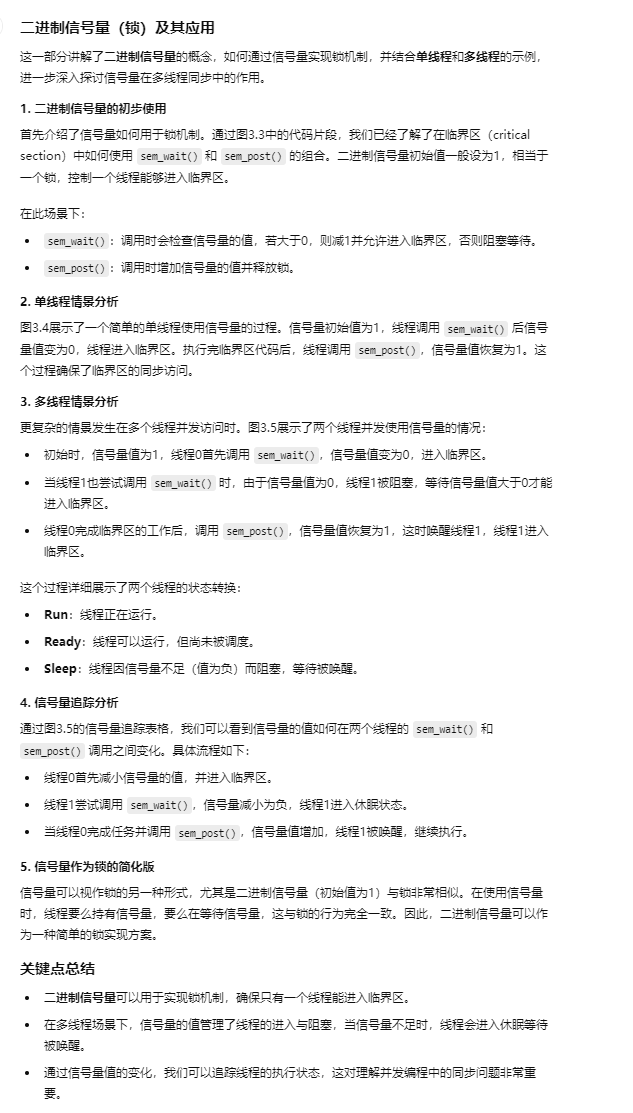 二进制信号量（锁）及其应用
这一部分讲解了二进制信号量的概念，如何通过信号量实现锁机制，并结合单线程和多线程的示例，
进一步深入探讨信号量在多线程同步中的作用。
1. 二进制信号量的初步使用
首先介绍了信号量如何用于锁机制。通过图3.3中的代码片段，我们已经了解了在临界区（critical
section）中如何使用 sem_wait() 和 sem_post() 的组合。二进制信号量初始值一般设为1，相当于
一个锁，控制一个线程能够进入临界区。
在此场景下：
• sem_wait()：调用时会检查信号量的值，若大于0，则减1并允许进入临界区，否则阻塞等待。
• sem_post()：调用时增加信号量的值并释放锁。
2. 单线程情景分析
图3.4展示了一个简单的单线程使用信号量的过程。信号量初始值为1，线程调用 sem_wait() 后信号
量值变为0，线程进入临界区。执行完临界区代码后，线程调用 sem_post()，信号量值恢复为1。这
个过程确保了临界区的同步访问。
3. 多线程情景分析
更复杂的情景发生在多个线程并发访问时。图3.5展示了两个线程并发使用信号量的情况：
• 初始时，信号量值为1，线程0首先调用 sem_wait()，信号量值变为0，进入临界区。
• 当线程1也尝试调用 sem_wait() 时，由于信号量值为0，线程1被阻塞，等待信号量值大于0才能
进入临界区。
• 线程0完成临界区的工作后，调用 sem_post()，信号量值恢复为1，这时唤醒线程1，线程1进入
临界区。
这个过程详细展示了两个线程的状态转换：
• Run：线程正在运行。
• Ready：线程可以运行，但尚未被调度。
• Sleep：线程因信号量不足（值为负）而阻塞，等待被唤醒。
4. 信号量追踪分析
通过图3.5的信号量追踪表格，我们可以看到信号量的值如何在两个线程的 sem_wait() 和
sem_post() 调用之间变化。具体流程如下：
• 线程0首先减小信号量的值，并进入临界区。
• 线程1尝试调用 sem_wait()，信号量减小为负，线程1进入休眠状态。
• 当线程0完成任务并调用 sem_post()，信号量值增加，线程1被唤醒，继续执行。
5. 信号量作为锁的简化版
信号量可以视作锁的另一种形式，尤其是二进制信号量（初始值为1）与锁非常相似。在使用信号量
时，线程要么持有信号量，要么在等待信号量，这与锁的行为完全一致。因此，二进制信号量可以作
为一种简单的锁实现方案。
关键点总结
• 二进制信号量可以用于实现锁机制，确保只有一个线程能进入临界区。
• 在多线程场景下，信号量的值管理了线程的进入与阻塞，当信号量不足时，线程会进入休眠等待
被唤醒。
• 通过信号量值的变化，我们可以追踪线程的执行状态，这对理解并发编程中的同步问题非常重
要。